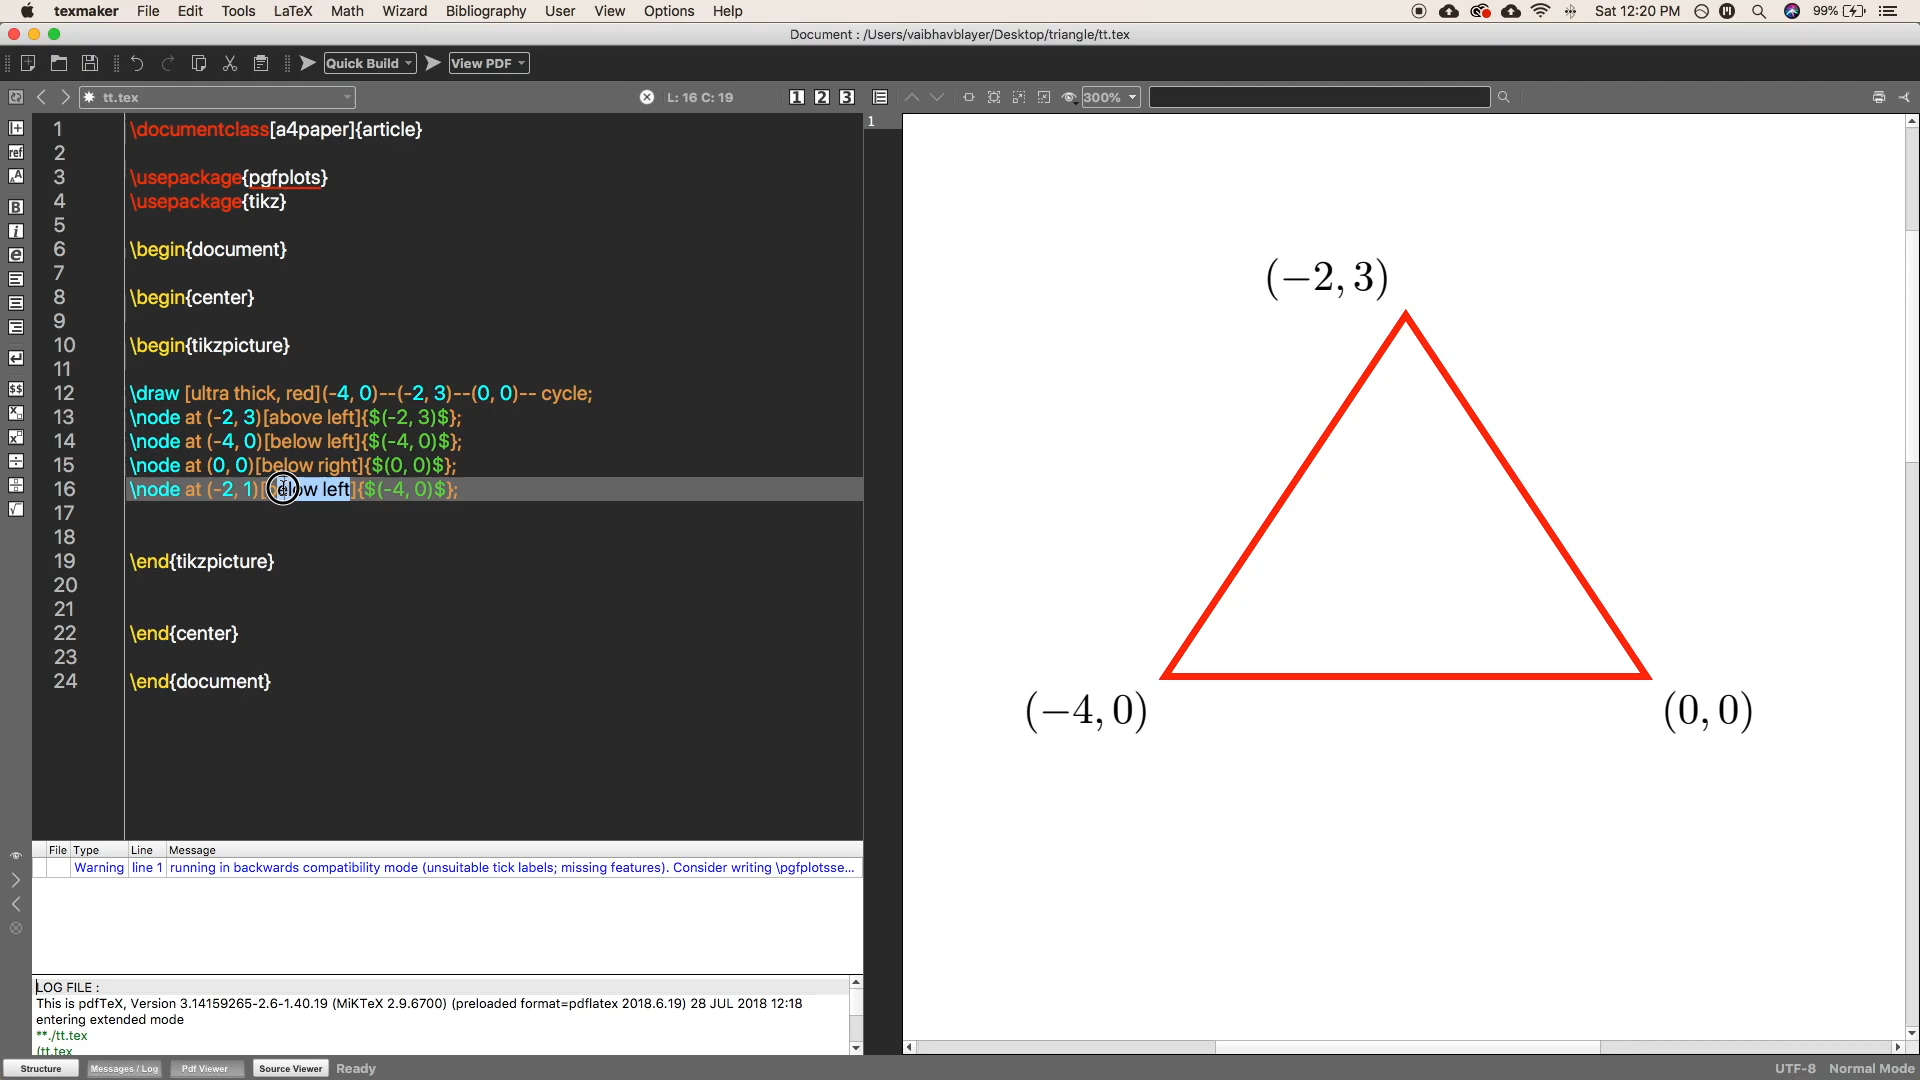 texmaker File Edit Tools LaTeX Math Wizard Bibliography User View Options Help Sat 12:20 PM 99%
Document : /Users/vaibhavblayer/Desktop/triangle/tt.tex
Quick Build View PDF
tt.tex L: 16 C: 19 1 2 3 300%
1 \documentclass[a4paper]{article}
2
3 \usepackage{pgfplots}
4 \usepackage{tikz}
5
6 \begin{document}
7
8 \begin{center}
9
10 \begin{tikzpicture}
11
12 \draw [ultra thick, red](-4, 0)--(-2, 3)--(0, 0)-- cycle;
13 \node at (-2, 3)[above left]{$(-2, 3)$};
14 \node at (-4, 0)[below left]{$(-4, 0)$};
15 \node at (0, 0)[below right]{$(0, 0)$};
16 \node at (-2, 1)[below left]{$(-4, 0)$};
17
18
19 \end{tikzpicture}
20
21
22 \end{center}
23
24 \end{document}
1
(−2, 3)
(−4, 0) (0, 0)
File Type Line Message
Warning line 1 running in backwards compatibility mode (unsuitable tick labels; missing features). Consider writing \pgfplotsse...
LOG FILE :
This is pdfTeX, Version 3.14159265-2.6-1.40.19 (MiKTeX 2.9.6700) (preloaded format=pdflatex 2018.6.19) 28 JUL 2018 12:18
entering extended mode
**./tt.tex
(tt.tex
Structure Messages / Log Pdf Viewer Source Viewer Ready UTF-8 Normal Mode